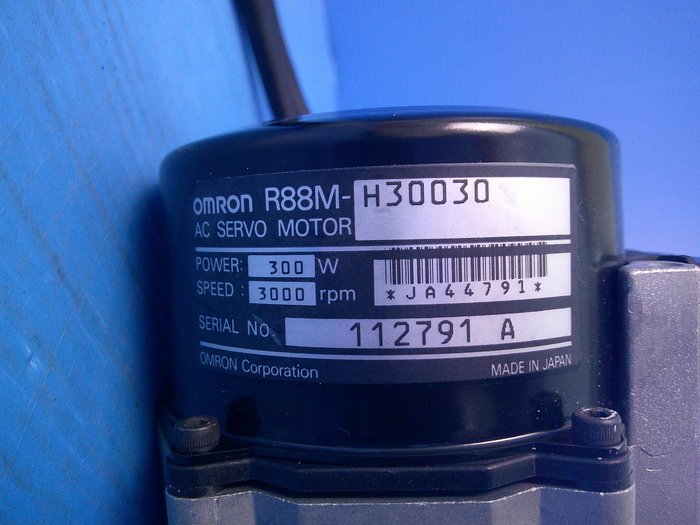 OMRON R88M-H30030
AC SERVO MOTOR
POWER: 300 W
SPEED : 3000 rpm
*JA44791*
SERIAL No. 112791 A
OMRON Corporation MADE IN JAPAN